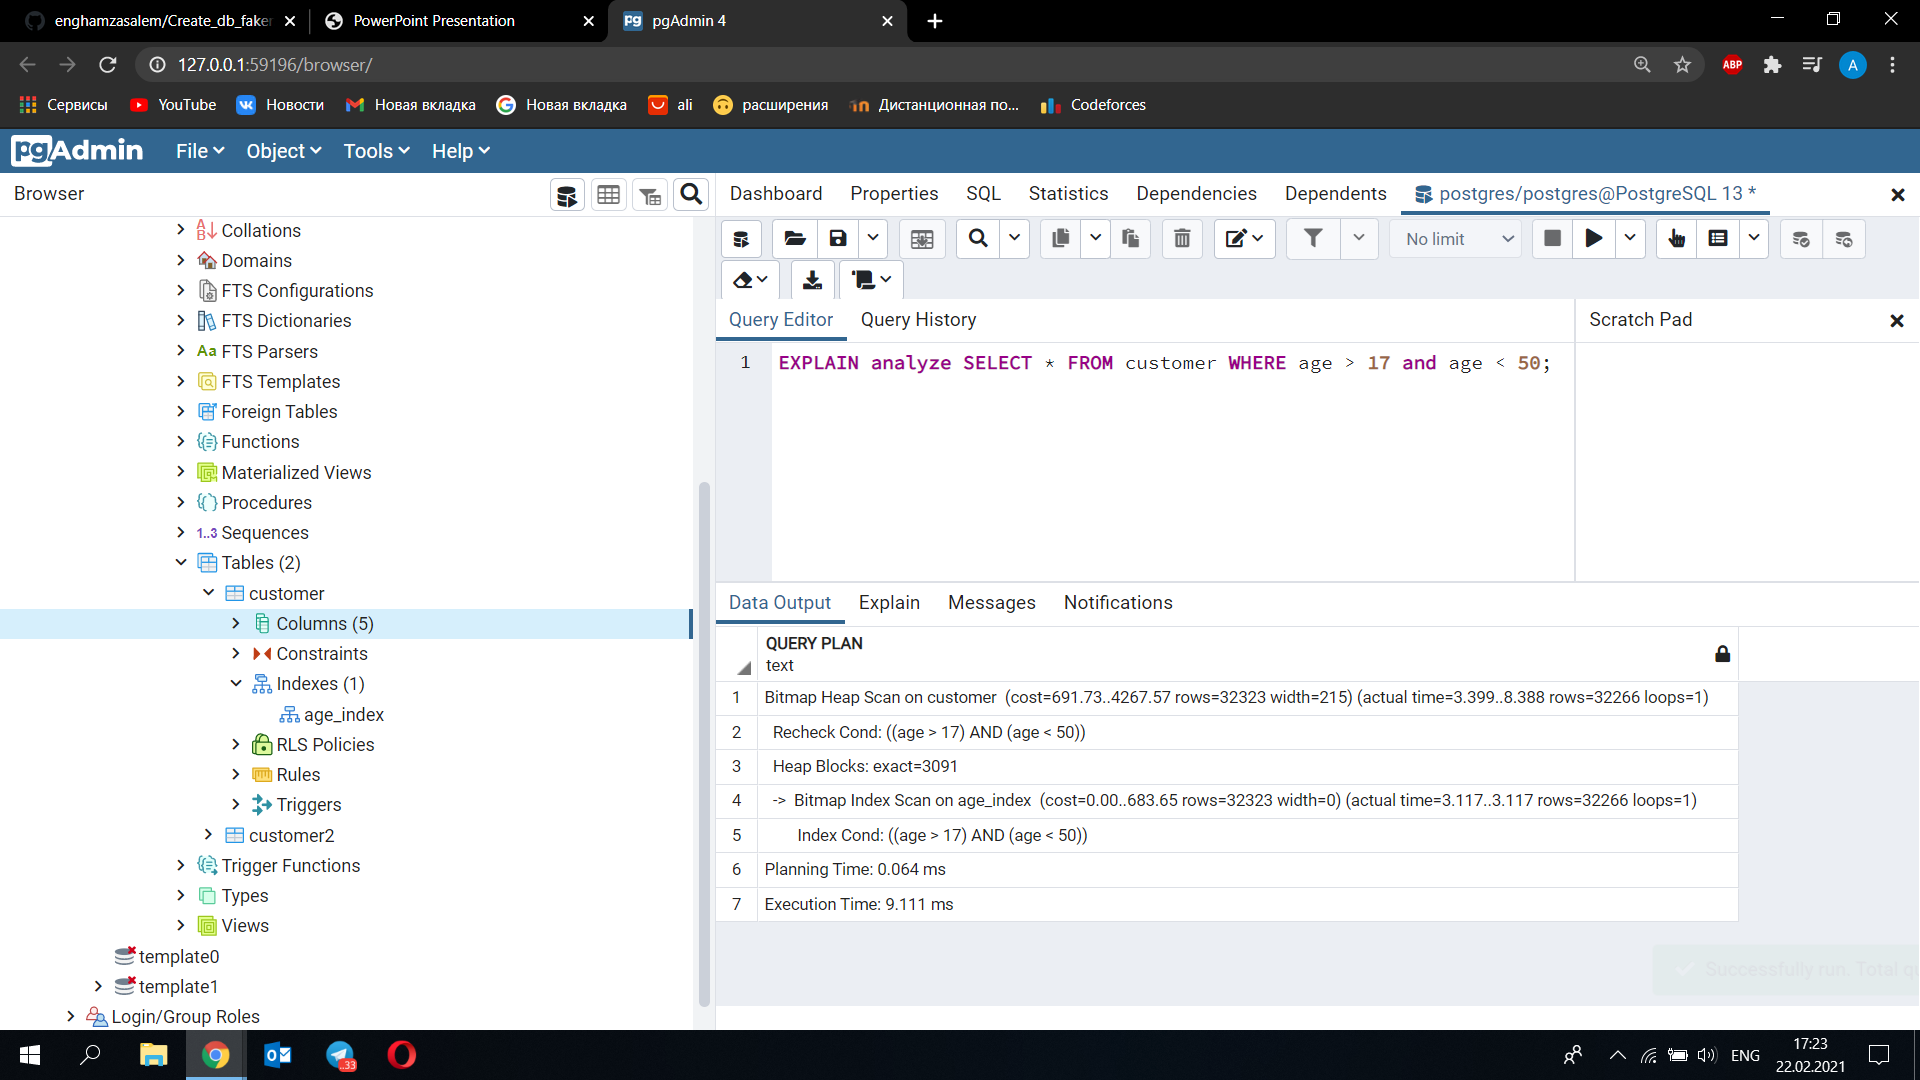 enghamzasalem/Create_db_faker
PowerPoint Presentation
pgAdmin 4
127.0.0.1:59196/browser/
ABP
A
Сервисы
YouTube
Новости
Новая вкладка
Новая вкладка
ali
расширения
Дистанционная по...
Codeforces
pgAdmin
File
Object
Tools
Help
Browser
Dashboard
Properties
SQL
Statistics
Dependencies
Dependents
postgres/postgres@PostgreSQL 13 *
No limit
Collations
Domains
FTS Configurations
FTS Dictionaries
FTS Parsers
FTS Templates
Foreign Tables
Functions
Materialized Views
Procedures
1..3 Sequences
Tables (2)
customer
Columns (5)
Constraints
Indexes (1)
age_index
RLS Policies
Rules
Triggers
customer2
Trigger Functions
Types
Views
template0
template1
Login/Group Roles
Query Editor
Query History
Scratch Pad
1 EXPLAIN analyze SELECT * FROM customer WHERE age > 17 and age < 50;
Data Output
Explain
Messages
Notifications
QUERY PLAN
text
1 Bitmap Heap Scan on customer (cost=691.73..4267.57 rows=32323 width=215) (actual time=3.399..8.388 rows=32266 loops=1)
2 Recheck Cond: ((age > 17) AND (age < 50))
3 Heap Blocks: exact=3091
4 -> Bitmap Index Scan on age_index (cost=0.00..683.65 rows=32323 width=0) (actual time=3.117..3.117 rows=32266 loops=1)
5 Index Cond: ((age > 17) AND (age < 50))
6 Planning Time: 0.064 ms
7 Execution Time: 9.111 ms
Successfully run. Total
33
ENG
17:23
22.02.2021